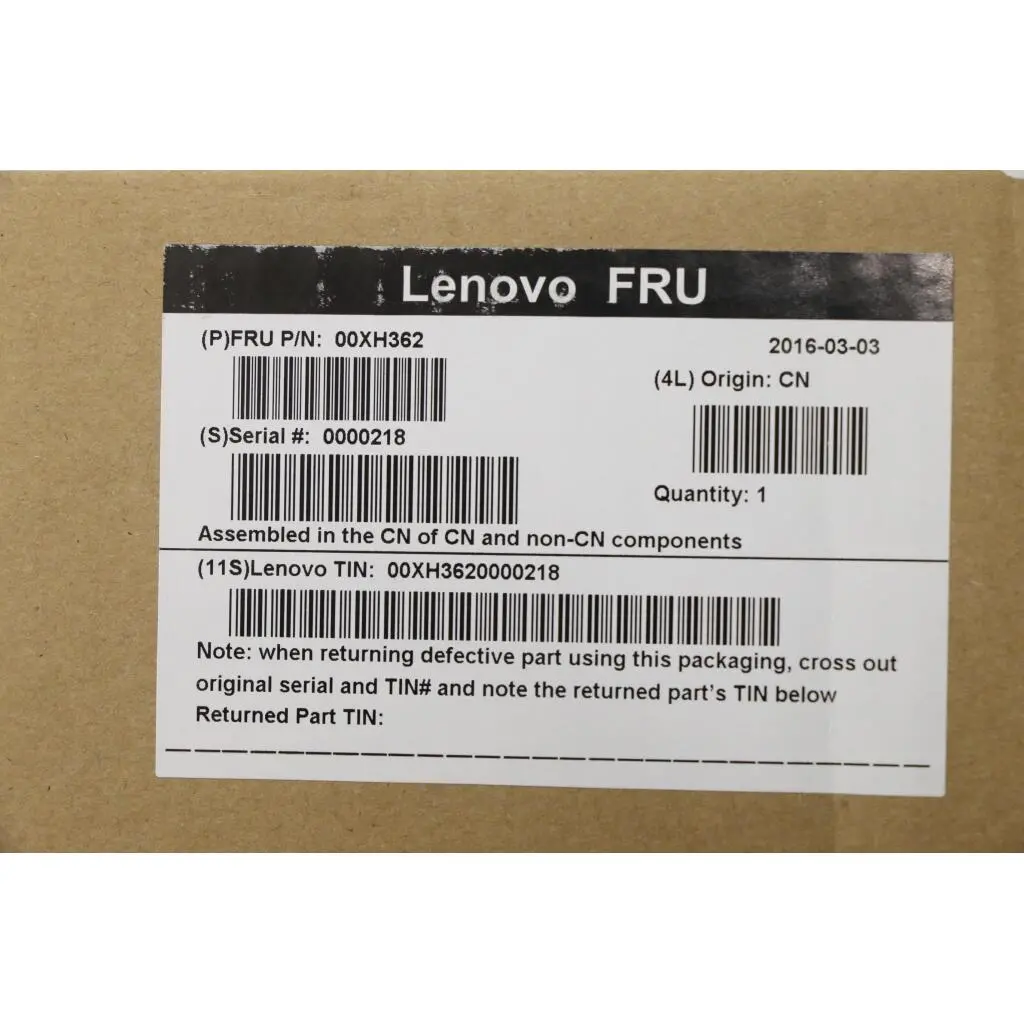 Lenovo FRU
(P)FRU P/N: 00XH362
2016-03-03
(4L) Origin: CN
(S)Serial #: 0000218
Quantity: 1
Assembled in the CN of CN and non-CN components
(11S)Lenovo TIN: 00XH3620000218
Note: when returning defective part using this packaging, cross out
original serial and TIN# and note the returned part's TIN below
Returned Part TIN: